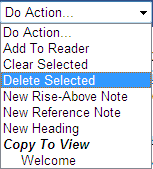 Do Action...
Do Action...
Add To Reader
Clear Selected
Delete Selected
New Rise-Above Note
New Reference Note
New Heading
Copy To View
Welcome